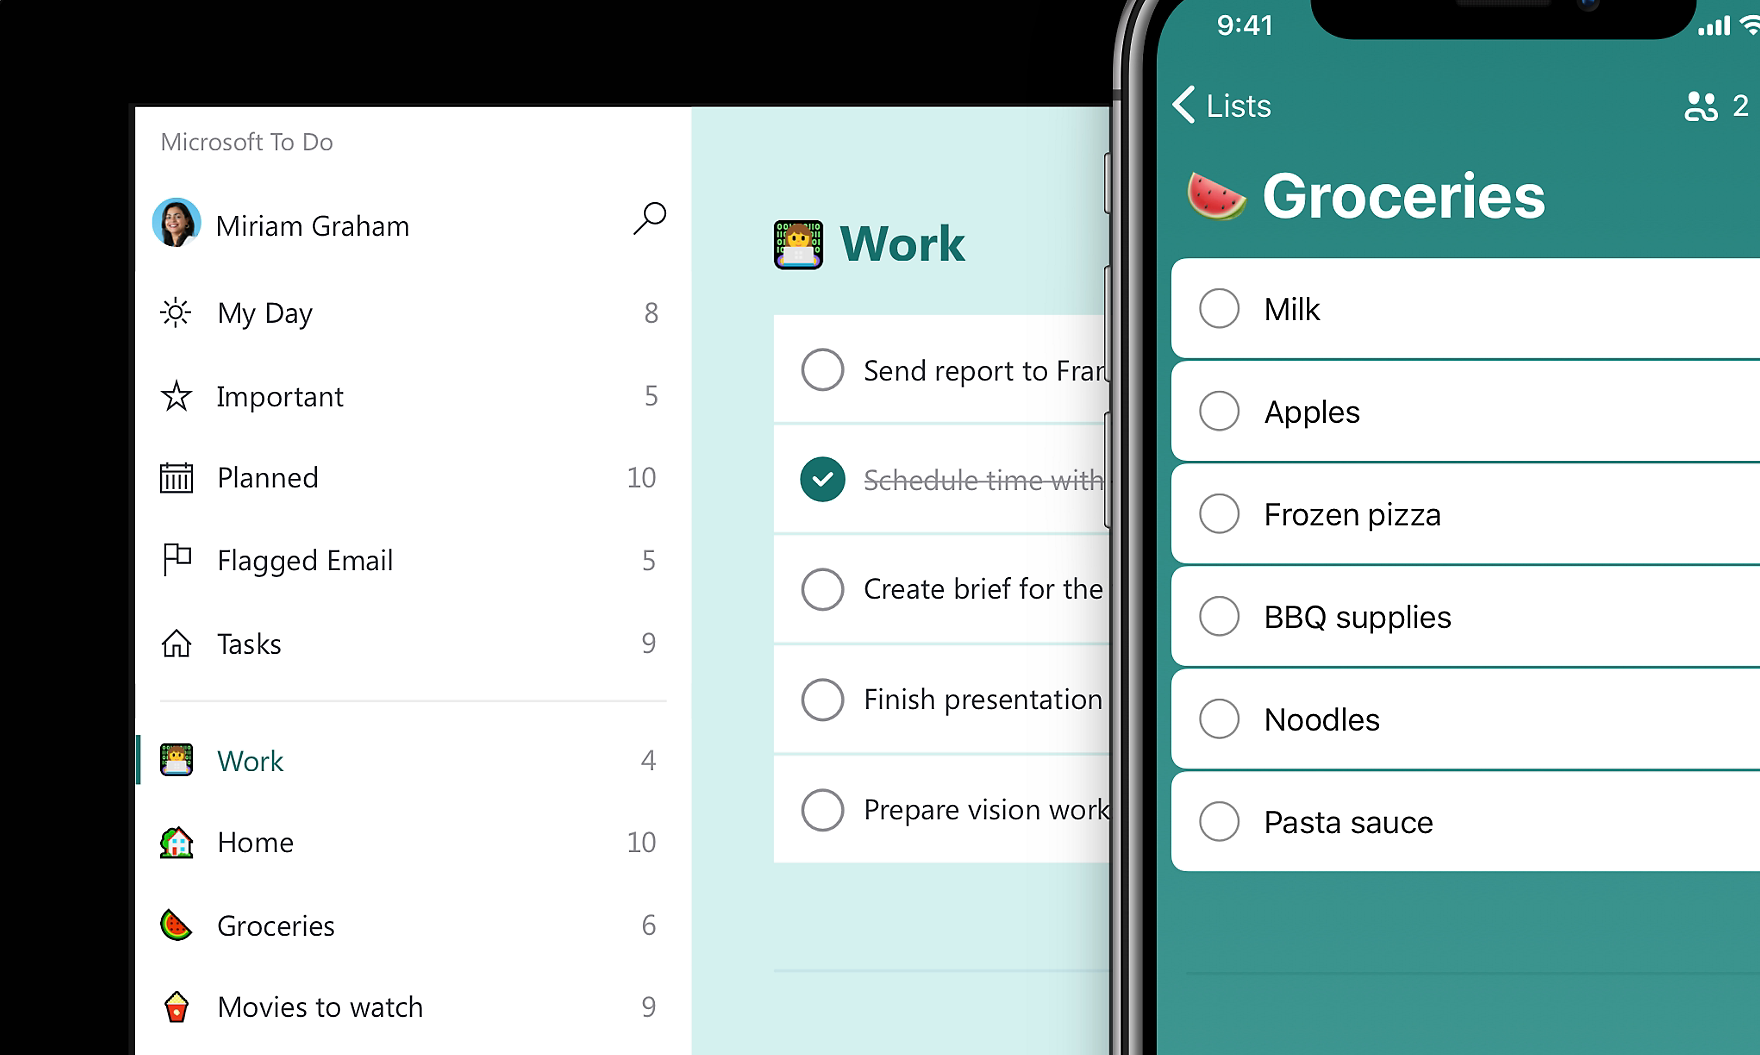 Microsoft To Do
Miriam Graham
My Day 8
Important 5
Planned 10
Flagged Email 5
Tasks 9
Work 4
Home 10
Groceries 6
Movies to watch 9
Work
Send report to
Schedule time with
Create brief for the
Finish presentation
Prepare vision
9:41
Lists 2
Groceries
Milk
Apples
Frozen pizza
BBQ supplies
Noodles
Pasta sauce